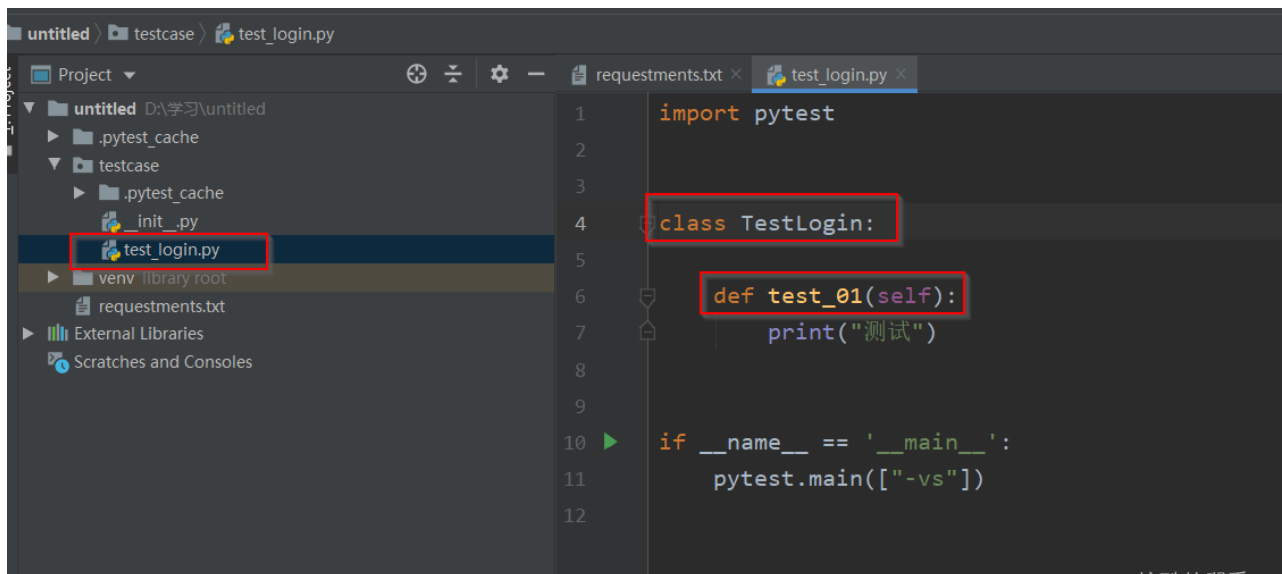 untitled 〉 testcase 〉 test_login.py
Project
requestments.txt × test_login.py ×
untitled D:\学习\untitled
.pytest_cache
testcase
.pytest_cache
__init__.py
test_login.py
venv library root
requestments.txt
External Libraries
Scratches and Consoles
1 import pytest
2
3
4 class TestLogin:
5
6 def test_01(self):
7 print("测试")
8
9
10 if __name__ == '__main__':
11 pytest.main(["-vs"])
12